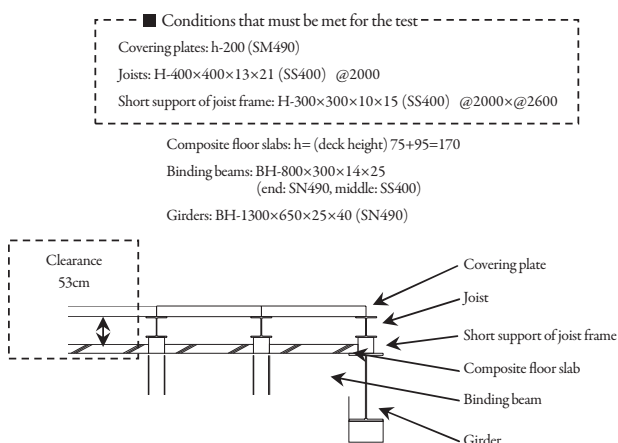 ■ Conditions that must be met for the test
Covering plates: h-200 (SM490)
Joists: H-400×400×13×21 (SS400) @2000
Short support of joist frame: H-300×300×10×15 (SS400) @2000×@2600
Composite floor slabs: h= (deck height) 75+95=170
Binding beams: BH-800×300×14×25
(end: SN490, middle: SS400)
Girders: BH-1300×650×25×40 (SN490)
Clearance
53cm
Covering plate
Joist
Short support of joist frame
Composite floor slab
Binding beam
Girder